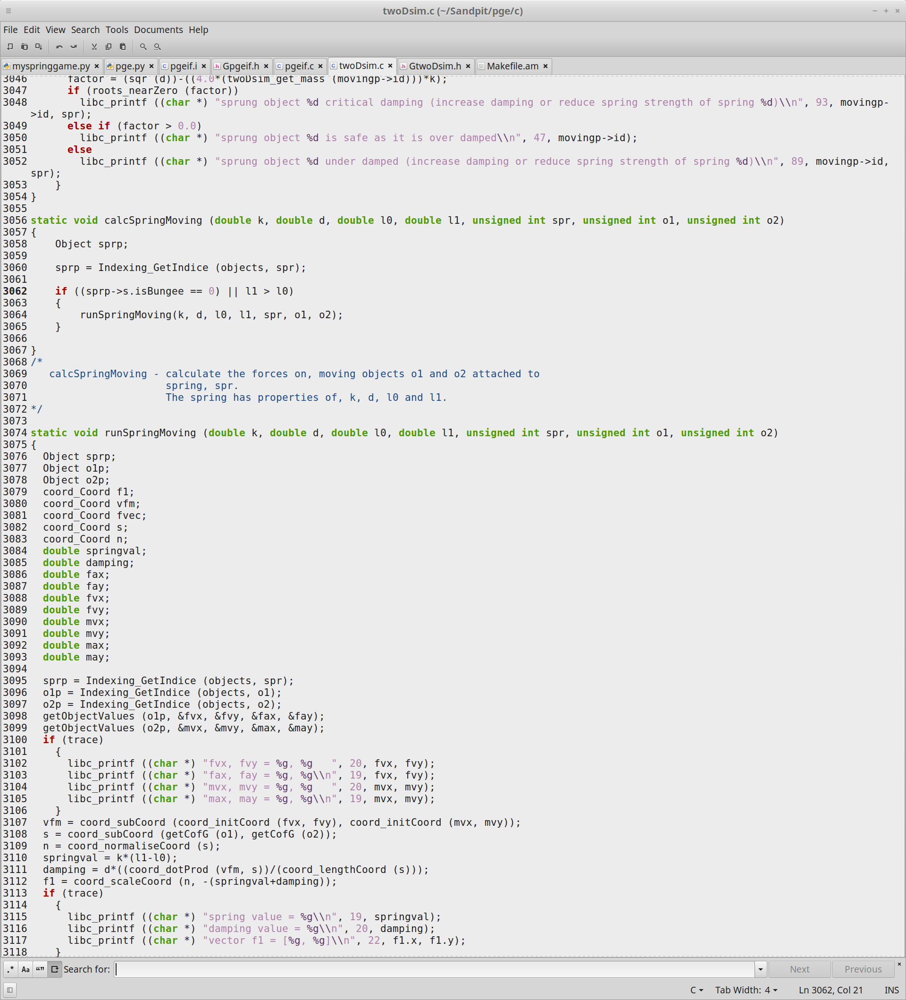 twoDsim.c (~/Sandpit/pge/c)
File Edit View Search Tools Documents Help
myspringgame.py pge.py pgeif.i Gpgeif.h pgeif.c twoDsim.c GtwoDsim.h Makefile.am
3046       factor = (sqr (d))-((4.0*(twoDsim_get_mass (movingp->id)))*k);
3047       if (roots_nearZero (factor))
3048         libc_printf ((char *) "sprung object %d critical damping (increase damping or reduce spring strength of spring %d)\\n", 93, movingp-
>id, spr);
3049       else if (factor > 0.0)
3050         libc_printf ((char *) "sprung object %d is safe as it is over damped\\n", 47, movingp->id);
3051       else
3052         libc_printf ((char *) "sprung object %d under damped (increase damping or reduce spring strength of spring %d)\\n", 89, movingp->id,
spr);
3053     }
3054 }
3055
3056 static void calcSpringMoving (double k, double d, double l0, double l1, unsigned int spr, unsigned int o1, unsigned int o2)
3057 {
3058     Object sprp;
3059
3060     sprp = Indexing_GetIndice (objects, spr);
3061
3062     if ((sprp->s.isBungee == 0) || l1 > l0)
3063     {
3064         runSpringMoving(k, d, l0, l1, spr, o1, o2);
3065     }
3066
3067 }
3068 /*
3069    calcSpringMoving - calculate the forces on, moving objects o1 and o2 attached to
3070                       spring, spr.
3071                       The spring has properties of, k, d, l0 and l1.
3072 */
3073
3074 static void runSpringMoving (double k, double d, double l0, double l1, unsigned int spr, unsigned int o1, unsigned int o2)
3075 {
3076   Object sprp;
3077   Object o1p;
3078   Object o2p;
3079   coord_Coord f1;
3080   coord_Coord vfm;
3081   coord_Coord fvec;
3082   coord_Coord s;
3083   coord_Coord n;
3084   double springval;
3085   double damping;
3086   double fax;
3087   double fay;
3088   double fvx;
3089   double fvy;
3090   double mvx;
3091   double mvy;
3092   double max;
3093   double may;
3094
3095   sprp = Indexing_GetIndice (objects, spr);
3096   o1p = Indexing_GetIndice (objects, o1);
3097   o2p = Indexing_GetIndice (objects, o2);
3098   getObjectValues (o1p, &fvx, &fvy, &fax, &fay);
3099   getObjectValues (o2p, &mvx, &mvy, &max, &may);
3100   if (trace)
3101     {
3102       libc_printf ((char *) "fvx, fvy = %g, %g   ", 20, fvx, fvy);
3103       libc_printf ((char *) "fax, fay = %g, %g\\n", 19, fvx, fvy);
3104       libc_printf ((char *) "mvx, mvy = %g, %g   ", 20, mvx, mvy);
3105       libc_printf ((char *) "max, may = %g, %g\\n", 19, mvx, mvy);
3106     }
3107   vfm = coord_subCoord (coord_initCoord (fvx, fvy), coord_initCoord (mvx, mvy));
3108   s = coord_subCoord (getCofG (o1), getCofG (o2));
3109   n = coord_normaliseCoord (s);
3110   springval = k*(l1-l0);
3111   damping = d*((coord_dotProd (vfm, s))/(coord_lengthCoord (s)));
3112   f1 = coord_scaleCoord (n, -(springval+damping));
3113   if (trace)
3114     {
3115       libc_printf ((char *) "spring value = %g\\n", 19, springval);
3116       libc_printf ((char *) "damping value = %g\\n", 20, damping);
3117       libc_printf ((char *) "vector f1 = [%g, %g]\\n", 22, f1.x, f1.y);
3118     }
.* Aa “” Search for: Next Previous
C Tab Width: 4 Ln 3062, Col 21 INS